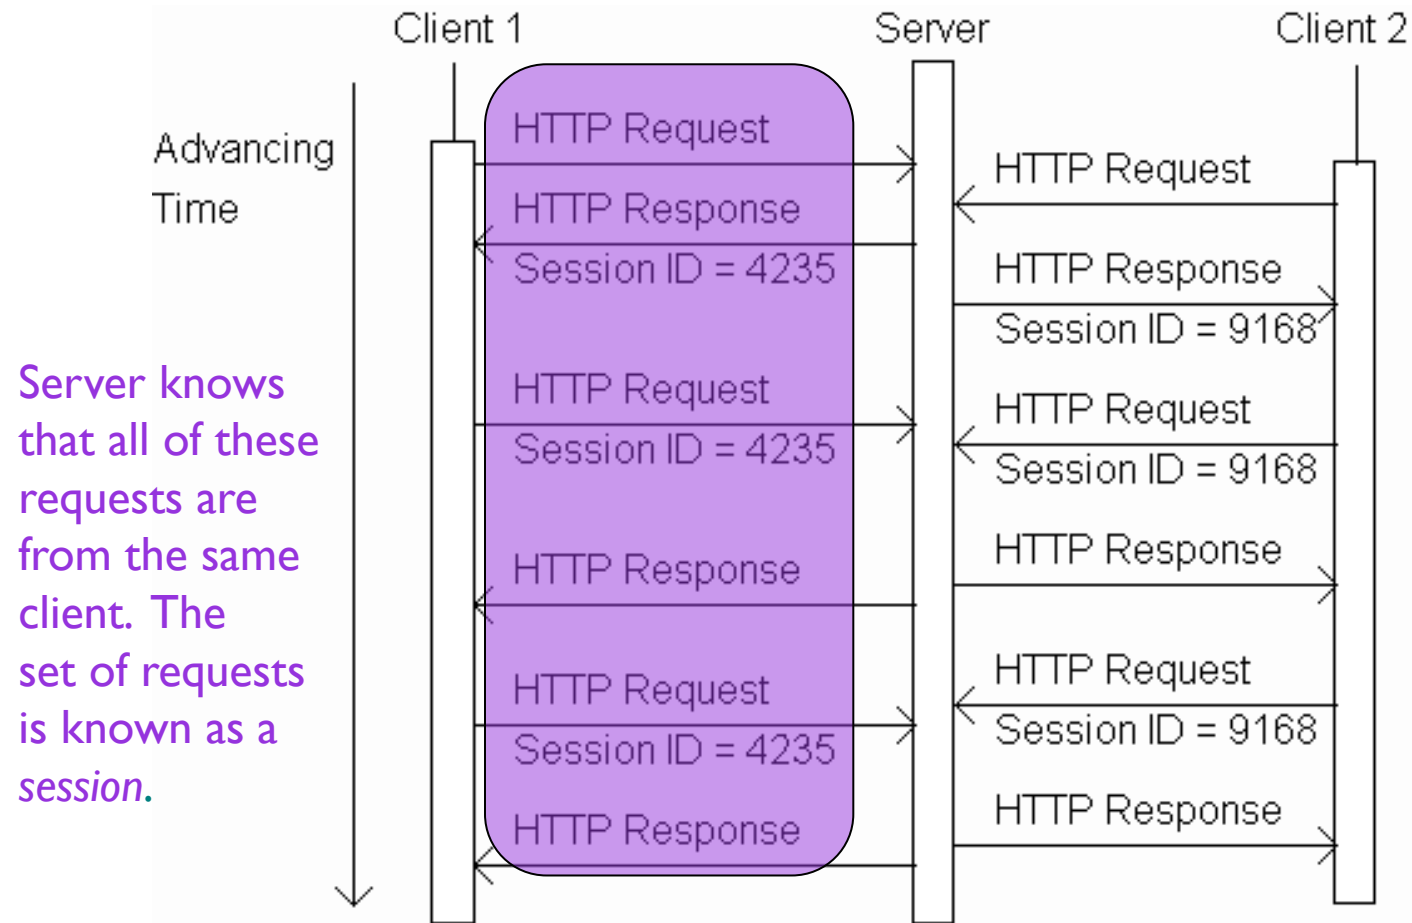 Client 1
Server
Client 2
Advancing
Time
HTTP Request
HTTP Request
HTTP Response
Session ID = 4235
HTTP Response
Session ID = 9168
Server knows
that all of these
requests are
from the same
client. The
set of requests
is known as a
session.
HTTP Request
Session ID = 4235
HTTP Request
Session ID = 9168
HTTP Response
HTTP Response
HTTP Request
Session ID = 4235
HTTP Request
Session ID = 9168
HTTP Response
HTTP Response